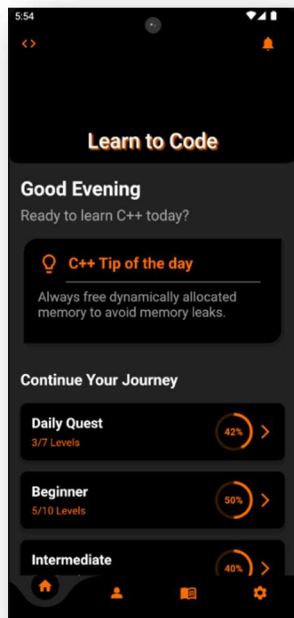 5:54
Learn to Code
Good Evening
Ready to learn C++ today?
C++ Tip of the day
Always free dynamically allocated
memory to avoid memory leaks.
Continue Your Journey
Daily Quest
3/7 Levels
42%
Beginner
5/10 Levels
50%
Intermediate
40%